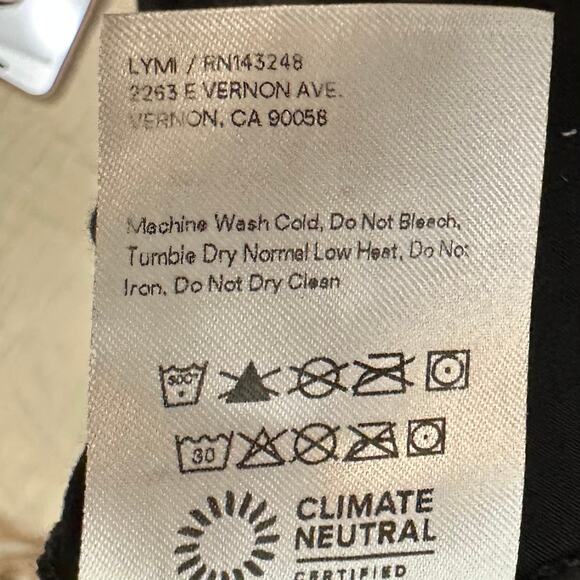 LYMI / RN143248
2263 E VERNON AVE.
VERNON, CA 90058
Machine Wash Cold, Do Not Bleach,
Tumble Dry Normal Low Heat, Do Not
Iron, Do Not Dry Clean
30
CLIMATE
NEUTRAL
CERTIFIED